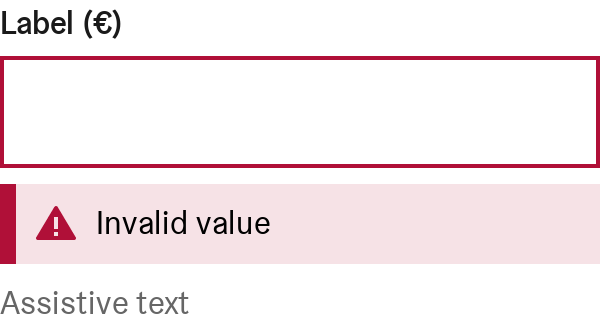 Label (€)
Invalid value
Assistive text